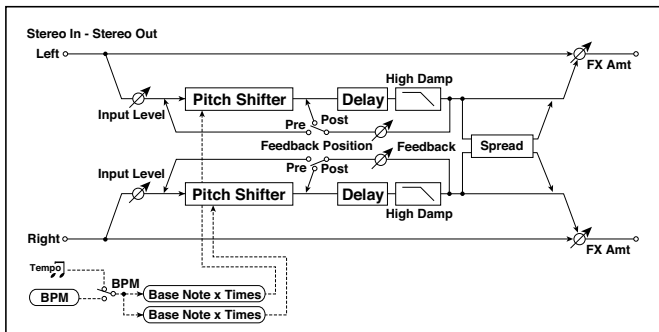 Stereo In - Stereo Out
Left
FX Amt
High Damp
Input Level
Pitch Shifter
Delay
Pre
Post
Feedback Position
Feedback
Spread
Input Level
Pre
Post
Pitch Shifter
Delay
High Damp
Right
FX Amt
Tempo
BPM
BPM
Base Note x Times
Base Note x Times